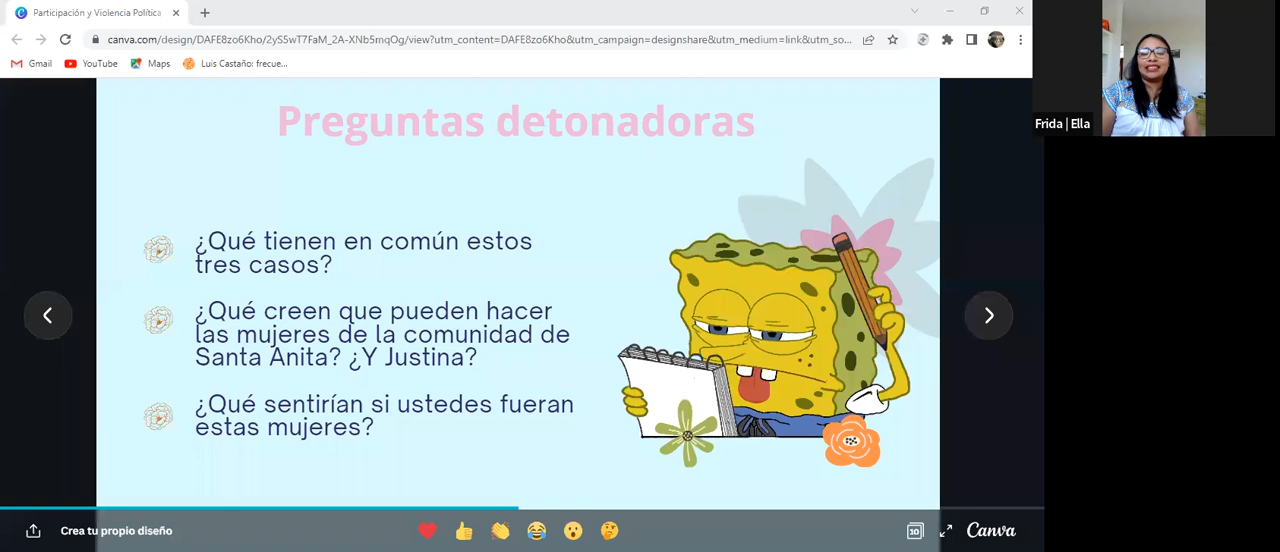 Participación y Violencia Política
canva.com/design/DAFE8zo6Kho/2yS5wT7FaM_2A-XNb5mqOg/view?utm_content=DAFE8zo6Kho&utm_campaign=designshare&utm_medium=link&utm_so...
Gmail YouTube Maps Luis Castaño: frecue...
Frida | Ella
Preguntas detonadoras
¿Qué tienen en común estos
tres casos?
¿Qué creen que pueden hacer
las mujeres de la comunidad de
Santa Anita? ¿Y Justina?
¿Qué sentirían si ustedes fueran
estas mujeres?
Crea tu propio diseño
10
Canva